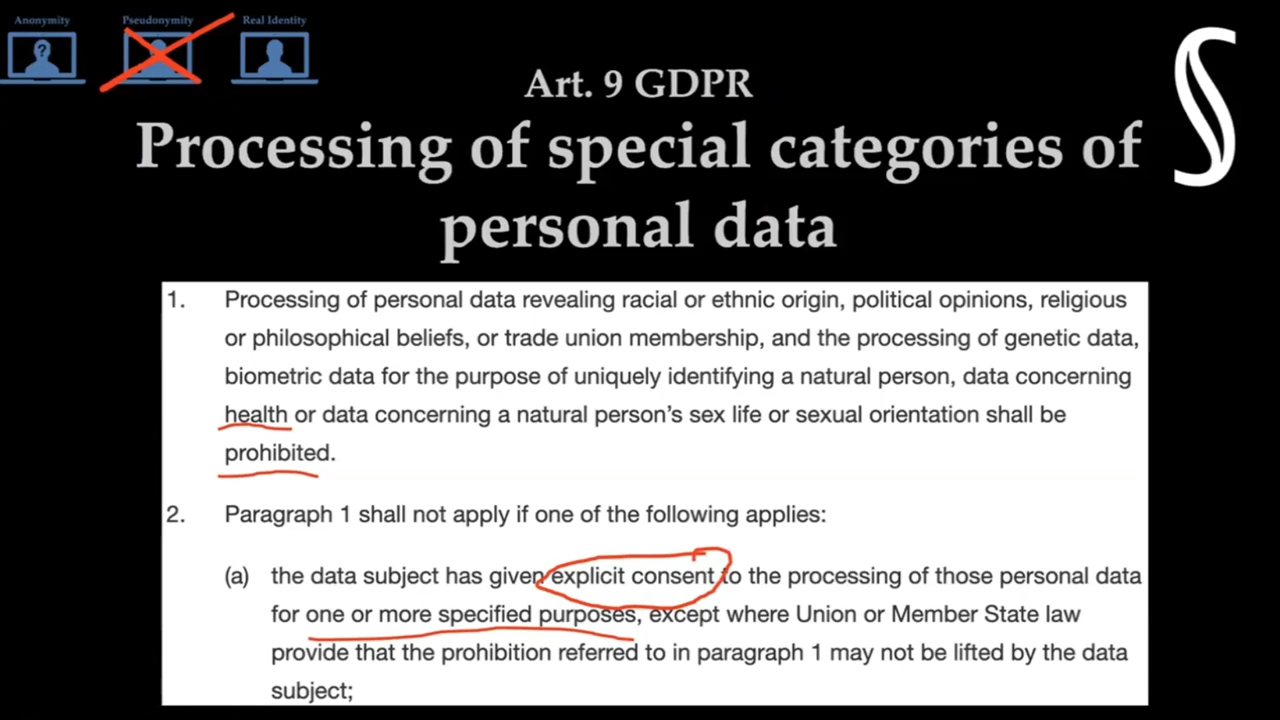 Anonymity Pseudonymity Real Identity
?
Art. 9 GDPR
Processing of special categories of
personal data
1. Processing of personal data revealing racial or ethnic origin, political opinions, religious
or philosophical beliefs, or trade union membership, and the processing of genetic data,
biometric data for the purpose of uniquely identifying a natural person, data concerning
health or data concerning a natural person’s sex life or sexual orientation shall be
prohibited.
2. Paragraph 1 shall not apply if one of the following applies:
(a) the data subject has given explicit consent to the processing of those personal data
for one or more specified purposes, except where Union or Member State law
provide that the prohibition referred to in paragraph 1 may not be lifted by the data
subject;